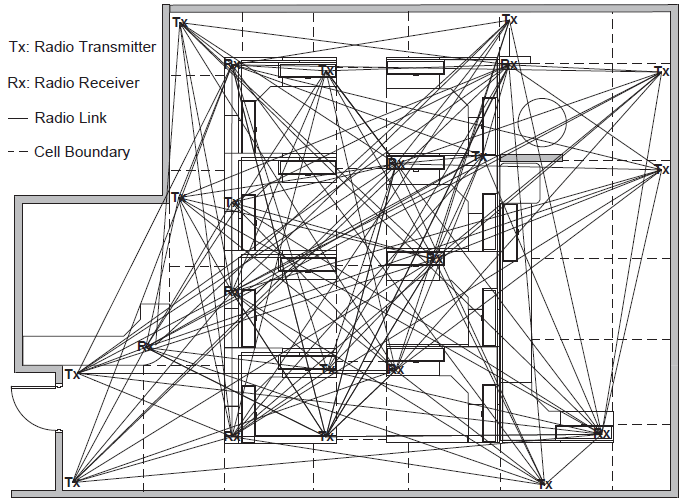 Tx: Radio Transmitter
Rx: Radio Receiver
Radio Link
Cell Boundary
Tx
Tx
Rx
Tx
Rx
Tx
Rx
Tx
Tx
Tx
Tx
Rx
Rx
Rx
Tx
Tx
Rx
Rx
Tx
Rx
Tx
Tx